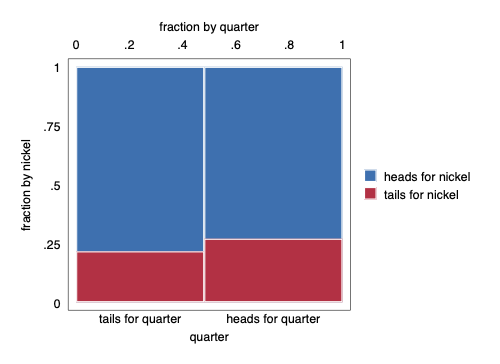 fraction by quarter
0 .2 .4 .6 .8 1
fraction by nickel
1
.75
.5
.25
0
heads for nickel
tails for nickel
tails for quarter heads for quarter
quarter